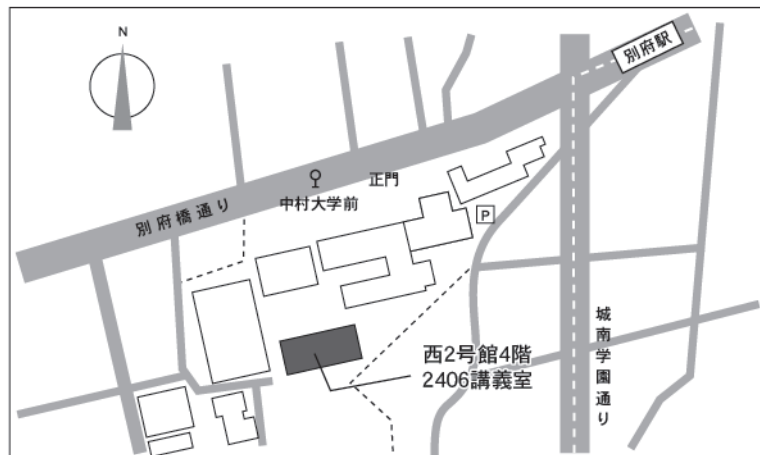 N
別府駅
正門
中村大学前
別府橋通り
P
西2号館4階
2406講義室
城南学園通り